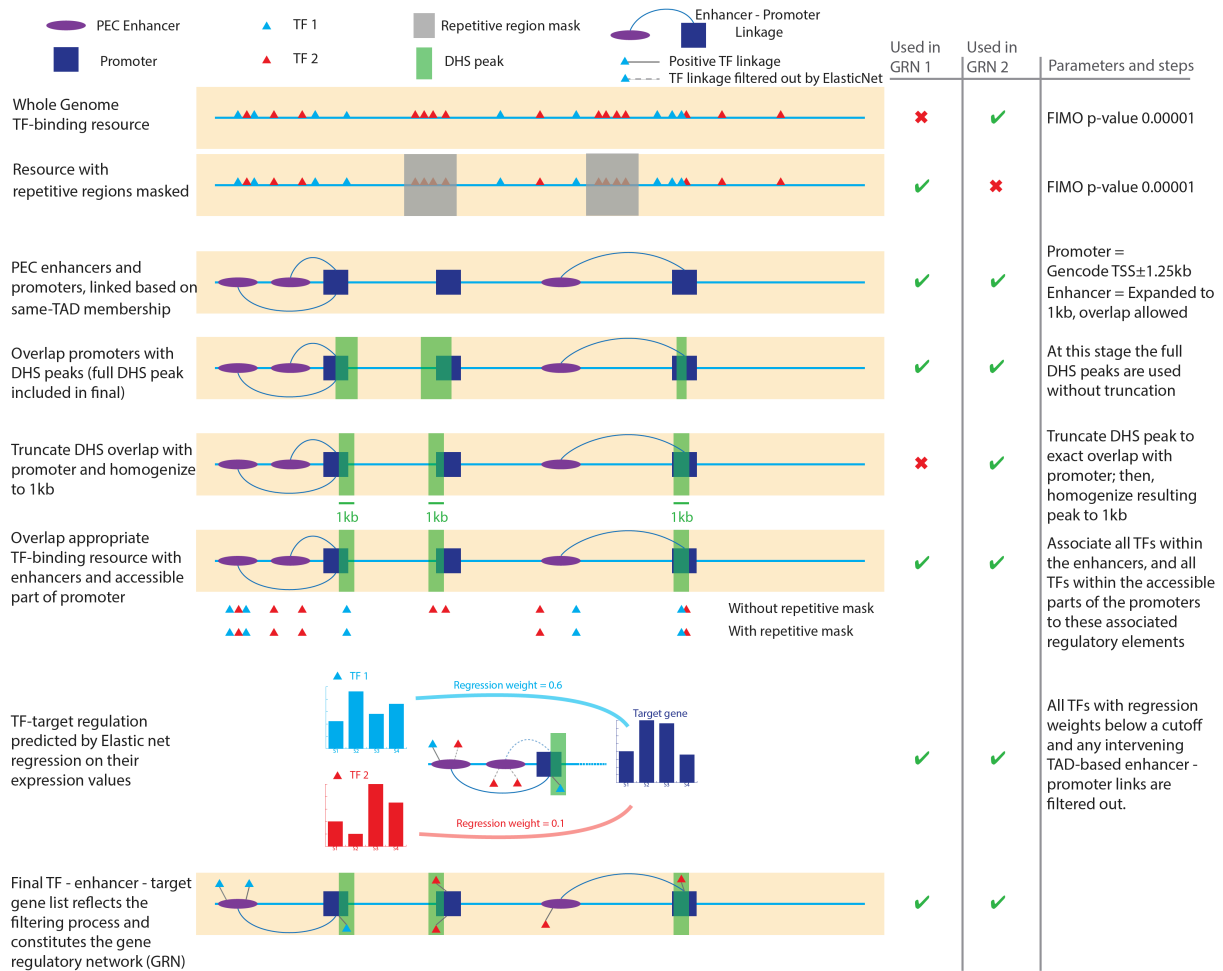 PEC Enhancer
Promoter
TF 1
TF 2
Repetitive region mask
DHS peak
Enhancer - Promoter
Linkage
Positive TF linkage
TF linkage filtered out by ElasticNet
Used in
GRN 1
Used in
GRN 2
Parameters and steps
Whole Genome
TF-binding resource
FIMO p-value 0.00001
Resource with
repetitive regions masked
FIMO p-value 0.00001
PEC enhancers and
promoters, linked based on
same-TAD membership
Promoter =
Gencode TSS±1.25kb
Enhancer = Expanded to
1kb, overlap allowed
Overlap promoters with
DHS peaks (full DHS peak
included in final)
At this stage the full
DHS peaks are used
without truncation
Truncate DHS overlap with
promoter and homogenize
to 1kb
1kb
1kb
1kb
Truncate DHS peak to
exact overlap with
promoter; then,
homogenize resulting
peak to 1kb
Overlap appropriate
TF-binding resource with
enhancers and accessible
part of promoter
Without repetitive mask
With repetitive mask
Associate all TFs within
the enhancers, and all
TFs within the accessible
parts of the promoters
to these associated
regulatory elements
TF-target regulation
predicted by Elastic net
regression on their
expression values
TF 1
S1 S2 S3 S4
Regression weight = 0.6
Target gene
S1 S2 S3 S4
TF 2
S1 S2 S3 S4
Regression weight = 0.1
All TFs with regression
weights below a cutoff
and any intervening
TAD-based enhancer -
promoter links are
filtered out.
Final TF - enhancer - target
gene list reflects the
filtering process and
constitutes the gene
regulatory network (GRN)